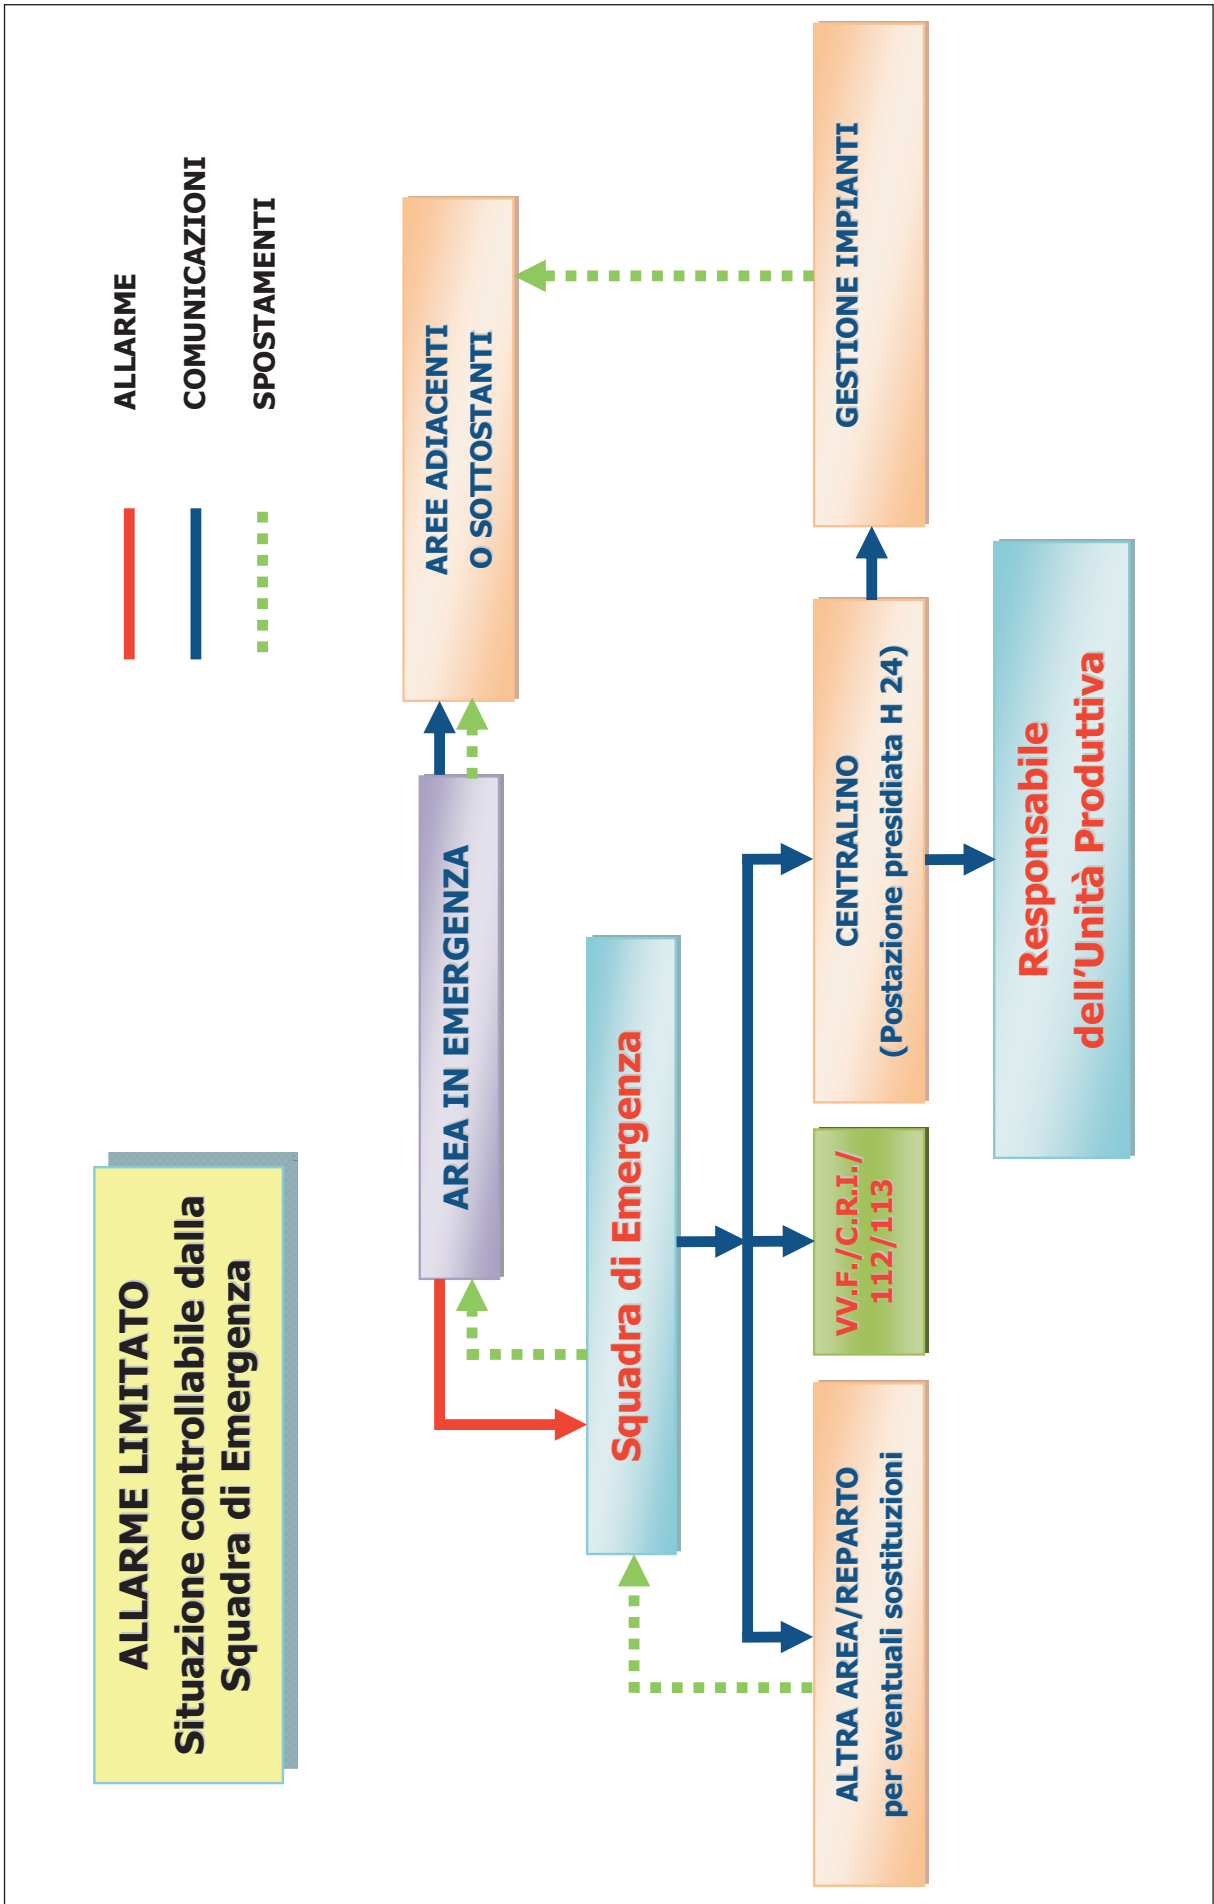 ALLARME LIMITATO
Situazione controllabile dalla
Squadra di Emergenza
ALLARME
COMUNICAZIONI
SPOSTAMENTI
AREA IN EMERGENZA
AREE ADIACENTI
O SOTTOSTANTI
Squadra di Emergenza
ALTRA AREA/REPARTO
per eventuali sostituzioni
VV.F./C.R.I./
112/113
CENTRALINO
(Postazione presidiata H 24)
GESTIONE IMPIANTI
Responsabile
dell'Unità Produttiva